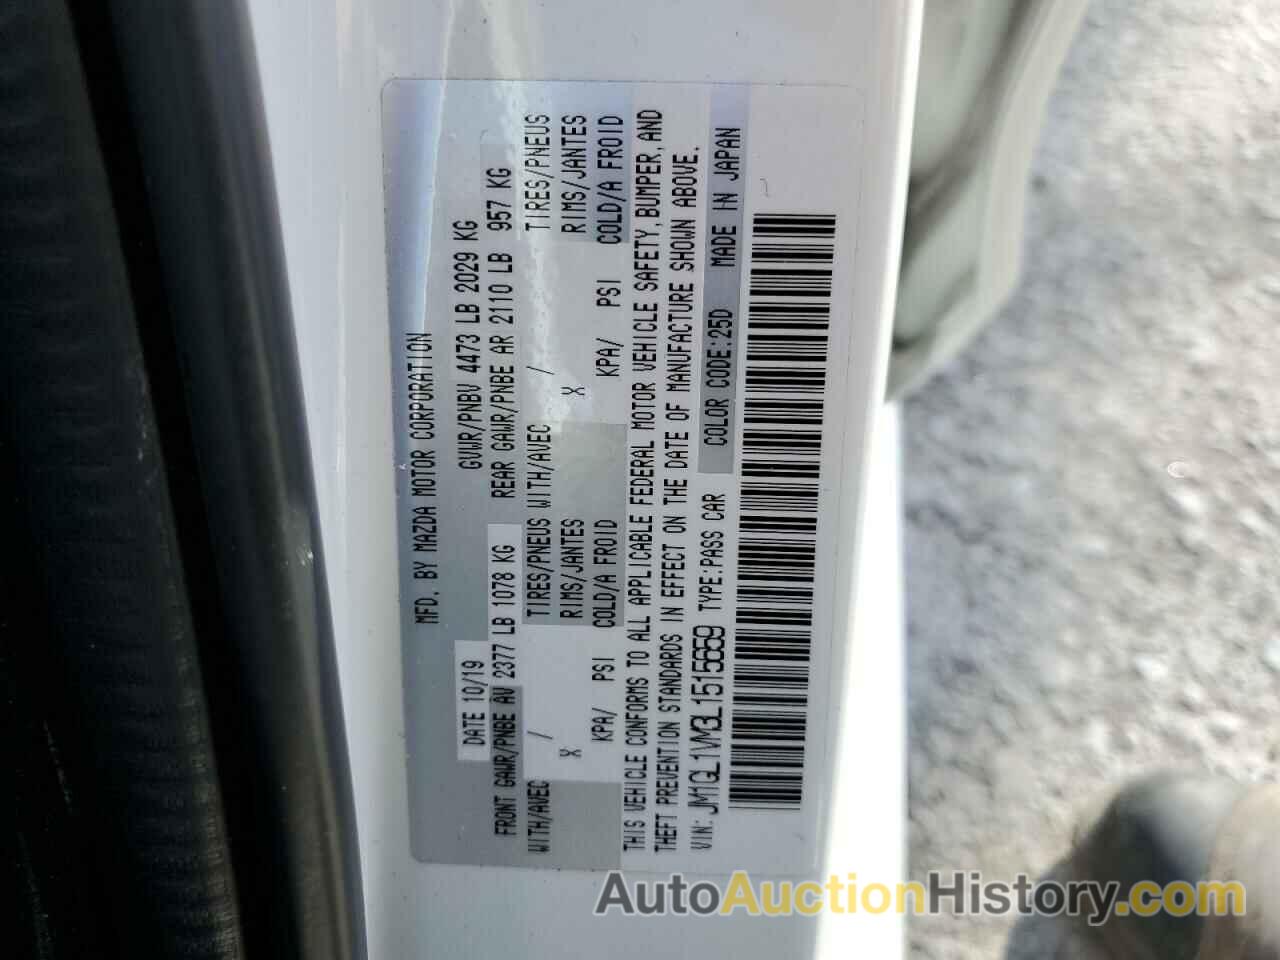 MFD. BY MAZDA MOTOR CORPORATION
DATE 10/19 GVWR/PNBV 4473 LB 2029 KG
FRONT GAWR/PNBE AV 2377 LB 1078 KG REAR GAWR/PNBE AR 2110 LB 957 KG
WITH/AVEC / TIRES/PNEUS WITH/AVEC / TIRES/PNEUS
X RIMS/JANTES X RIMS/JANTES
KPA/ PSI COLD/A FROID KPA/ PSI COLD/A FROID
THIS VEHICLE CONFORMS TO ALL APPLICABLE FEDERAL MOTOR VEHICLE SAFETY, BUMPER, AND
THEFT PREVENTION STANDARDS IN EFFECT ON THE DATE OF MANUFACTURE SHOWN ABOVE.
VIN: JM1GL1VM3L1515659 TYPE:PASS CAR COLOR CODE:25D MADE IN JAPAN
AutoAuctionHistory.com